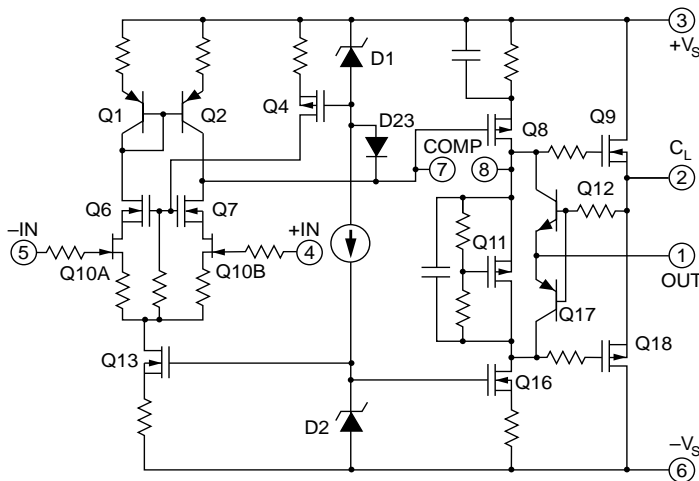 3
+VS
D1
Q1
Q2
Q4
D23
Q8
Q9
COMP
7
8
CL
2
Q12
Q6
Q7
–IN
+IN
5
4
Q10A
Q10B
Q11
1
OUT
Q17
Q13
Q18
Q16
D2
–VS
6